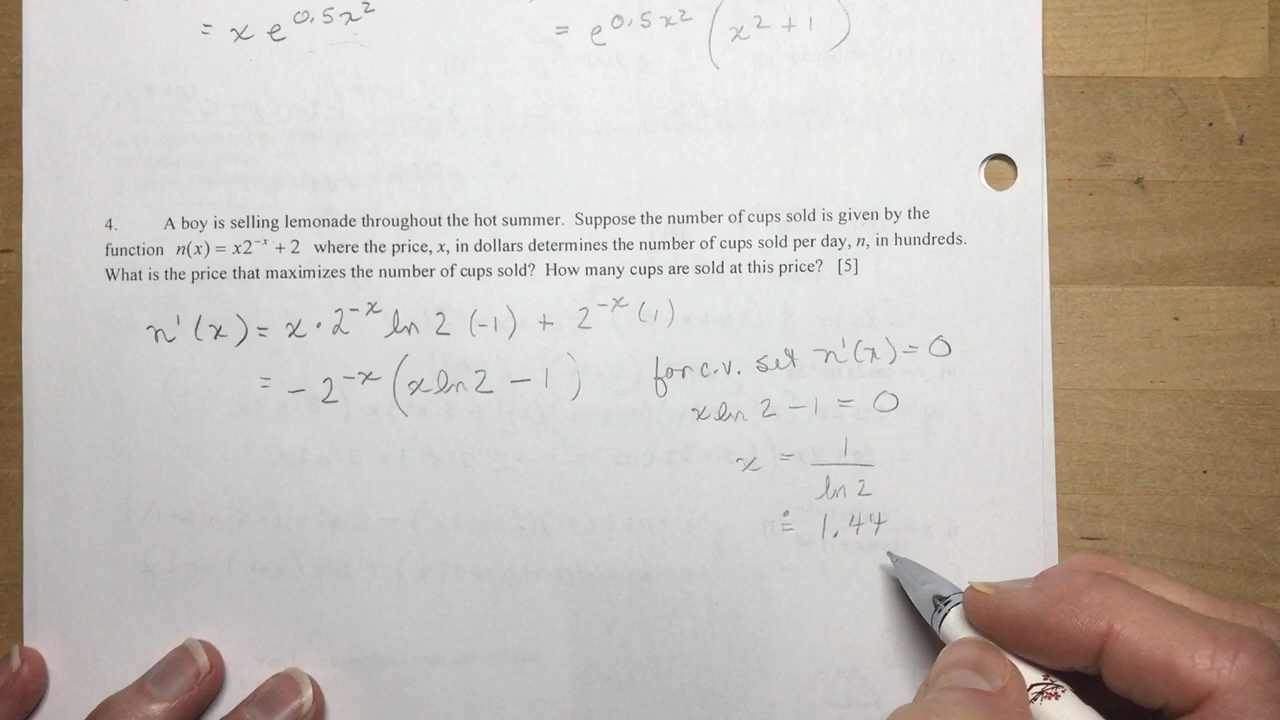 = x e^0.5x^2
= e^0.5x^2 (x^2 + 1)
4. A boy is selling lemonade throughout the hot summer. Suppose the number of cups sold is given by the
function n(x) = x2^-x + 2 where the price, x, in dollars determines the number of cups sold per day, n, in hundreds.
What is the price that maximizes the number of cups sold? How many cups are sold at this price? [5]
n'(x) = x · 2^-x ln 2 (-1) + 2^-x (1)
= -2^-x (x ln 2 - 1)
for c.v. set n'(x) = 0
x ln 2 - 1 = 0
x = 1/ln 2
≐ 1.44